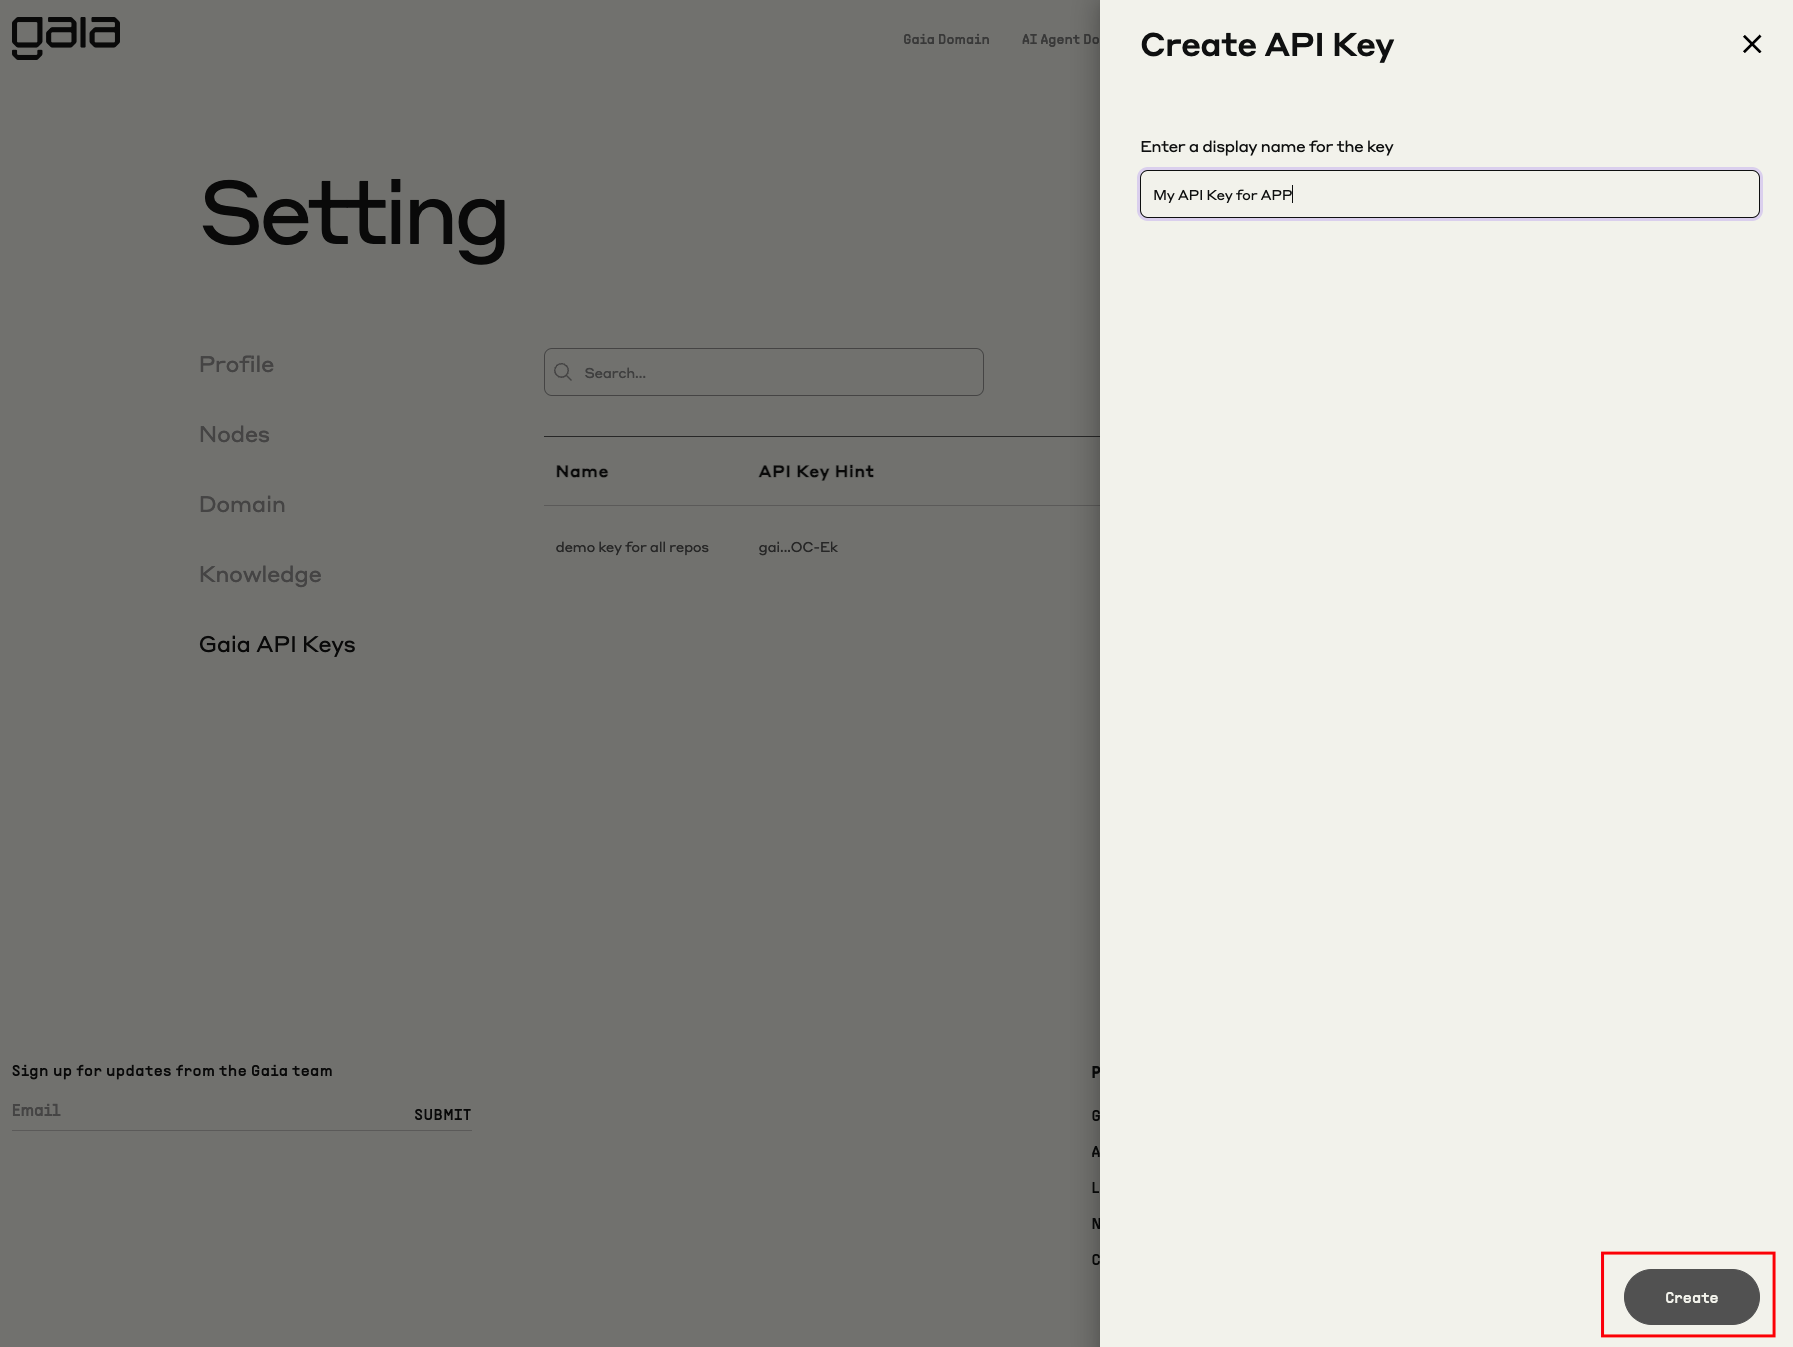 gaia
Gaia Domain
AI Agent Do
Create API Key
Enter a display name for the key
My API Key for APP
Setting
Profile
Nodes
Domain
Knowledge
Gaia API Keys
Search...
Name
API Key Hint
demo key for all repos
gai...OC-Ek
Sign up for updates from the Gaia team
Email
SUBMIT
P
G
A
L
N
C
Create